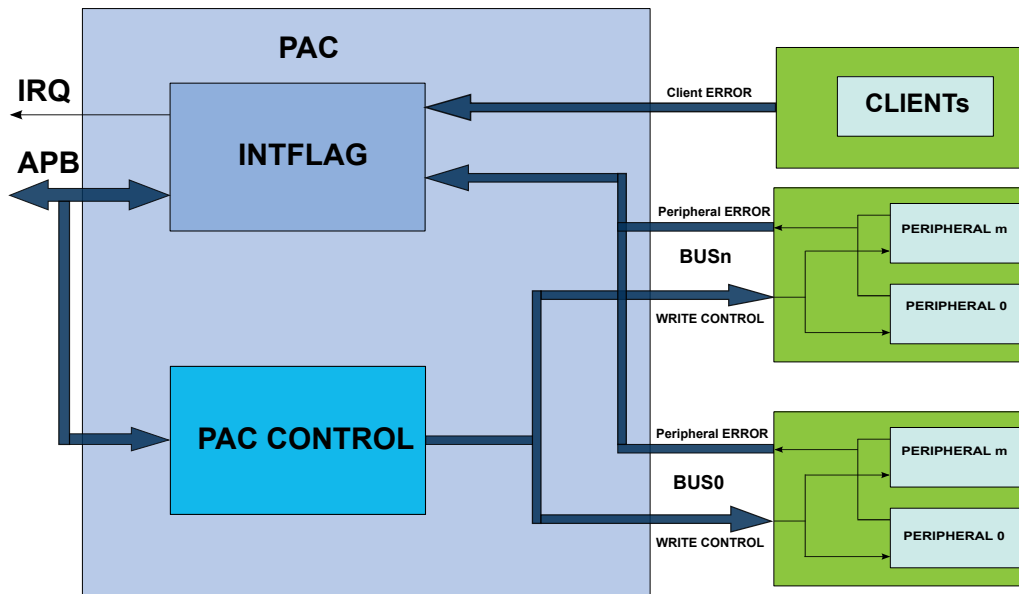 PAC
IRQ
INTFLAG
APB
Client ERROR
CLIENTs
Peripheral ERROR
BUSn
WRITE CONTROL
PERIPHERAL m
PERIPHERAL 0
PAC CONTROL
Peripheral ERROR
BUS0
WRITE CONTROL
PERIPHERAL m
PERIPHERAL 0